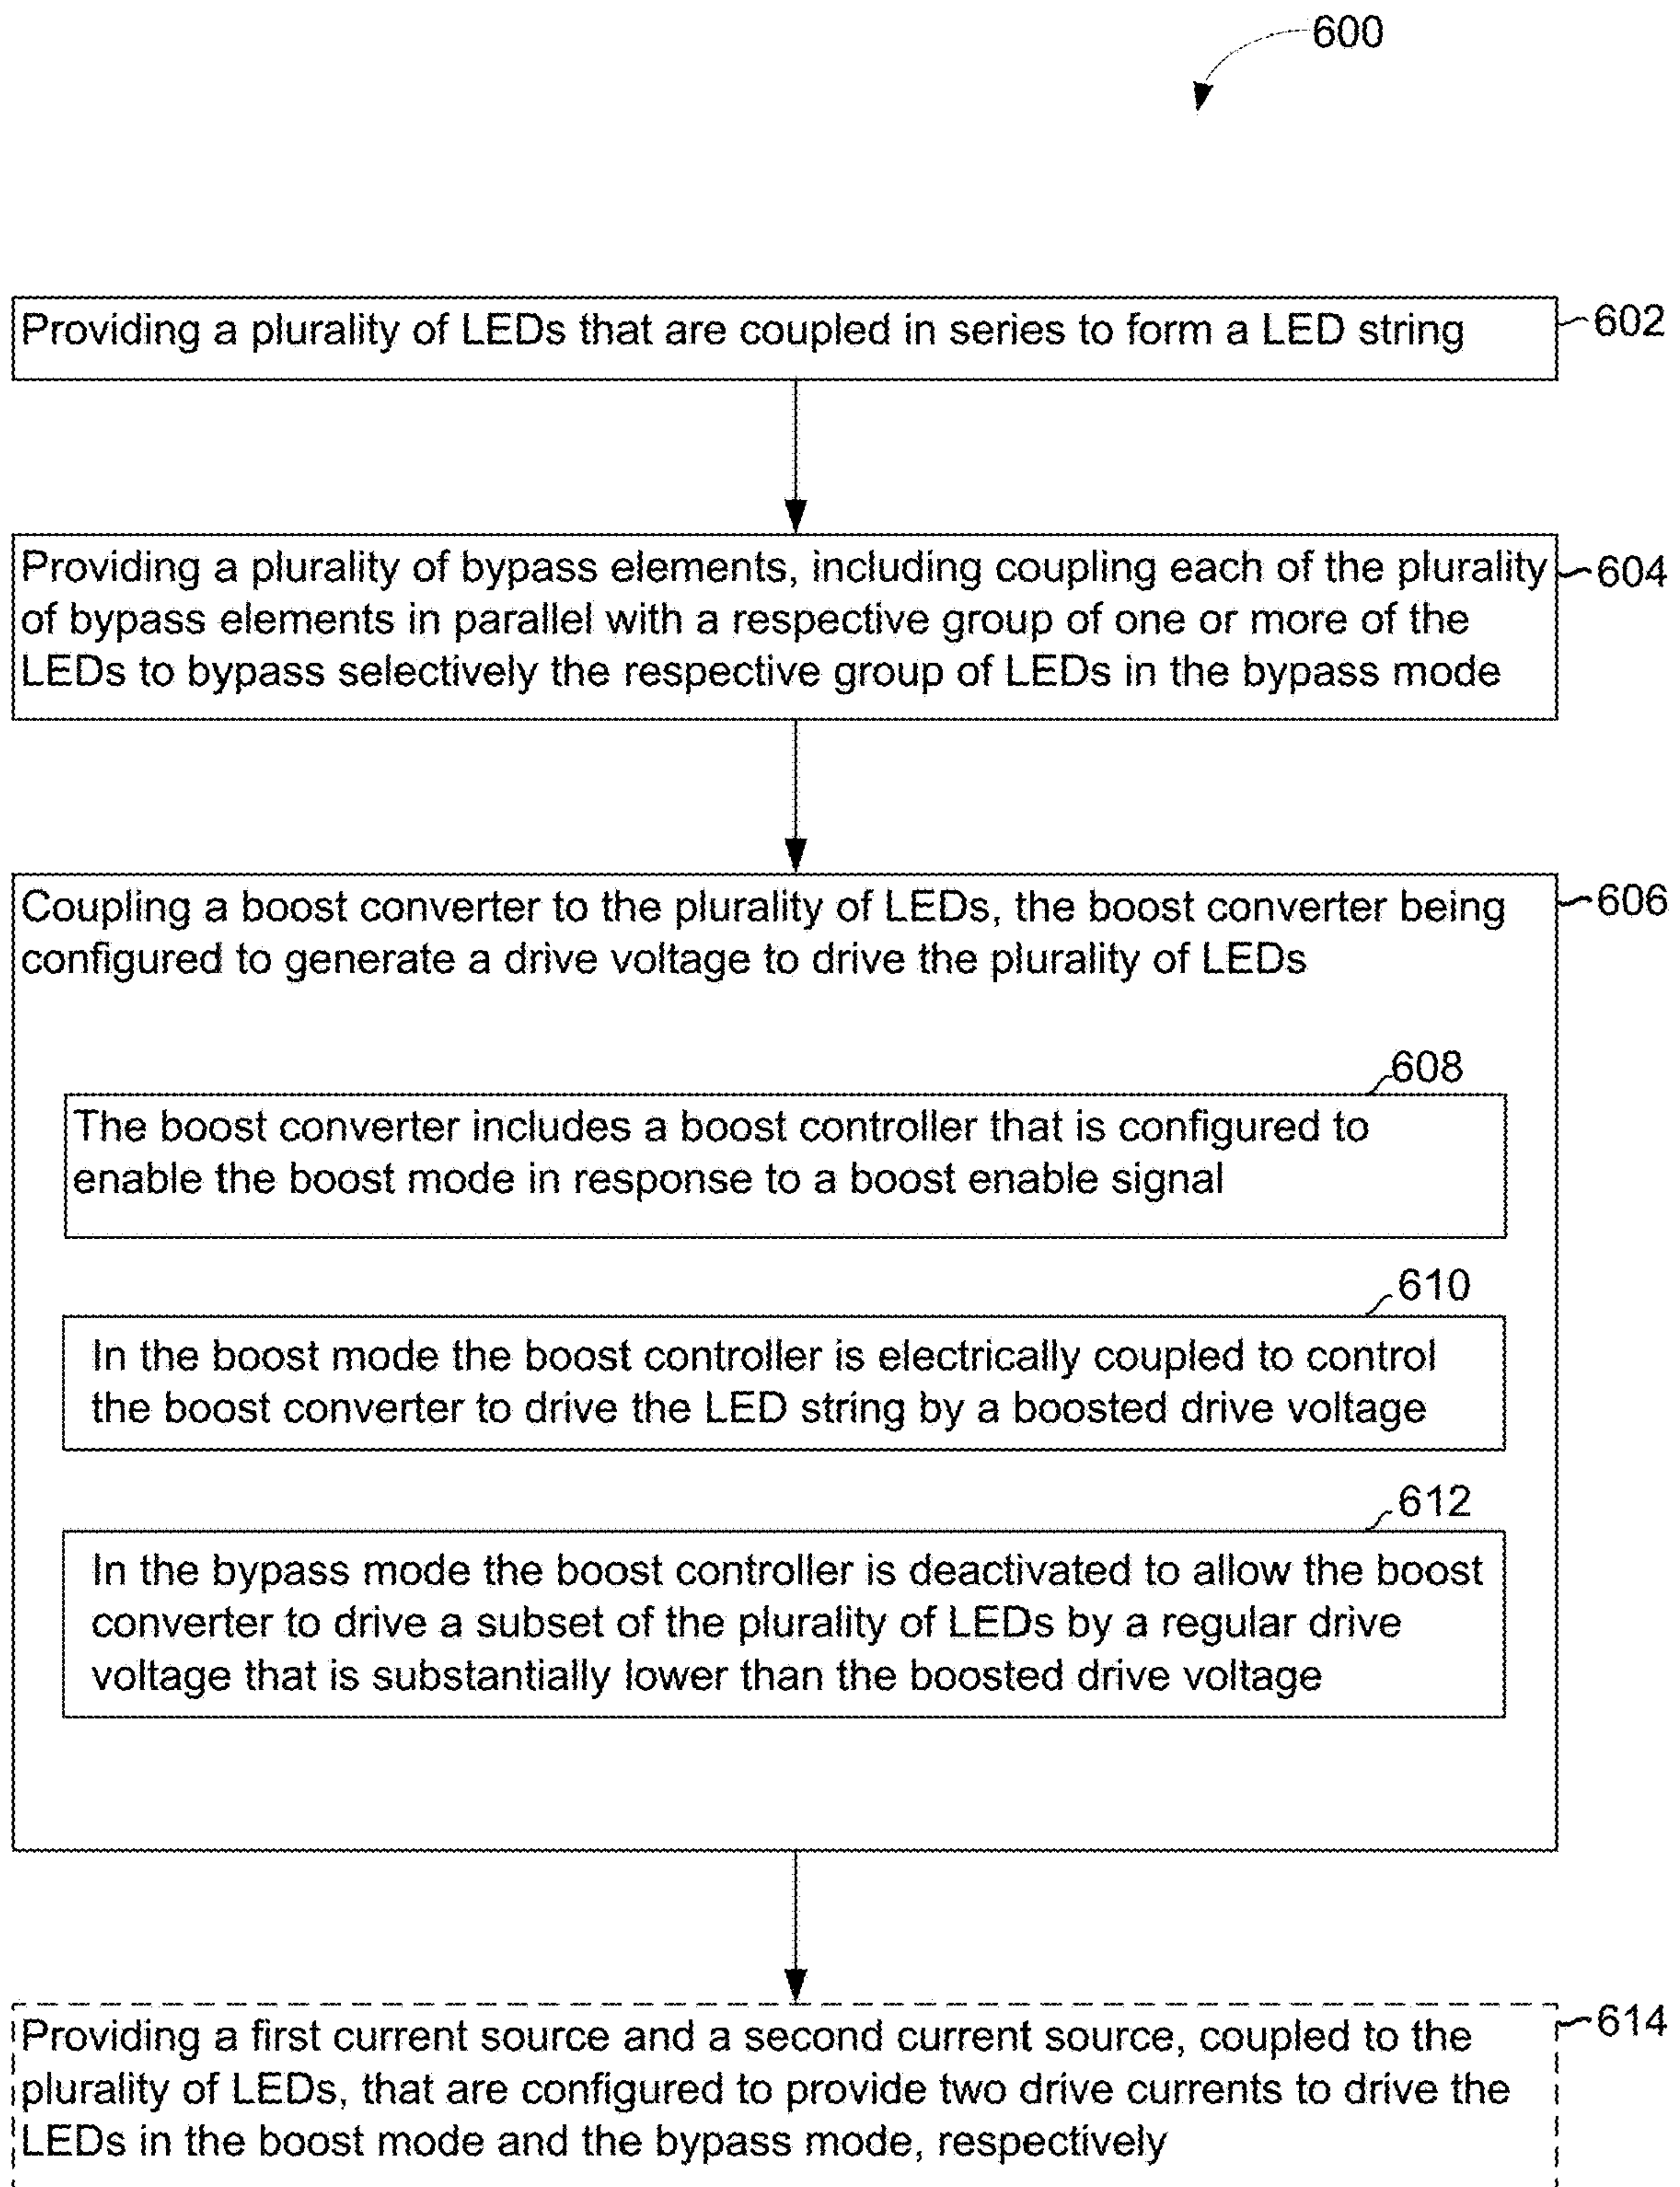 600
Providing a plurality of LEDs that are coupled in series to form a LED string
602
Providing a plurality of bypass elements, including coupling each of the plurality
of bypass elements in parallel with a respective group of one or more of the
LEDs to bypass selectively the respective group of LEDs in the bypass mode
604
Coupling a boost converter to the plurality of LEDs, the boost converter being
configured to generate a drive voltage to drive the plurality of LEDs
606
608
The boost converter includes a boost controller that is configured to
enable the boost mode in response to a boost enable signal
610
In the boost mode the boost controller is electrically coupled to control
the boost converter to drive the LED string by a boosted drive voltage
612
In the bypass mode the boost controller is deactivated to allow the boost
converter to drive a subset of the plurality of LEDs by a regular drive
voltage that is substantially lower than the boosted drive voltage
Providing a first current source and a second current source, coupled to the
plurality of LEDs, that are configured to provide two drive currents to drive the
LEDs in the boost mode and the bypass mode, respectively
614